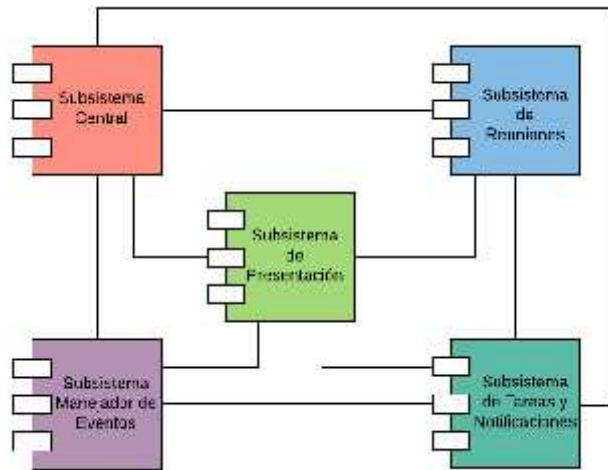 Subsistema
Central
Subsistema
de
Reuniones
Subsistema
de
Presentación
Subsistema
Manejador de
Eventos
Subsistema
de Tareas y
Notificaciones